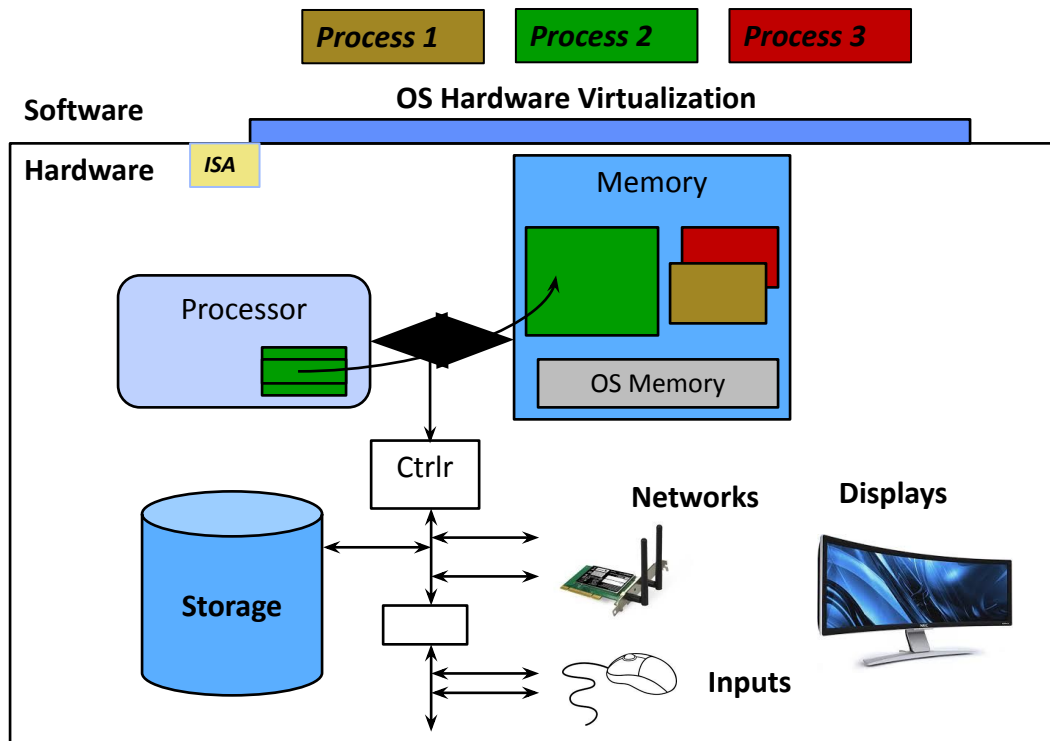 Process 1
Process 2
Process 3
OS Hardware Virtualization
Software
Hardware
ISA
Memory
Processor
OS Memory
Ctrlr
Networks
Displays
Storage
NEC
Inputs